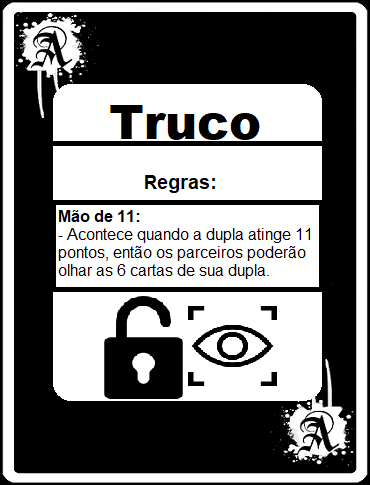 A
Truco
Regras:
Mão de 11:
- Acontece quando a dupla atinge 11
pontos, então os parceiros poderão
olhar as 6 cartas de sua dupla.
A